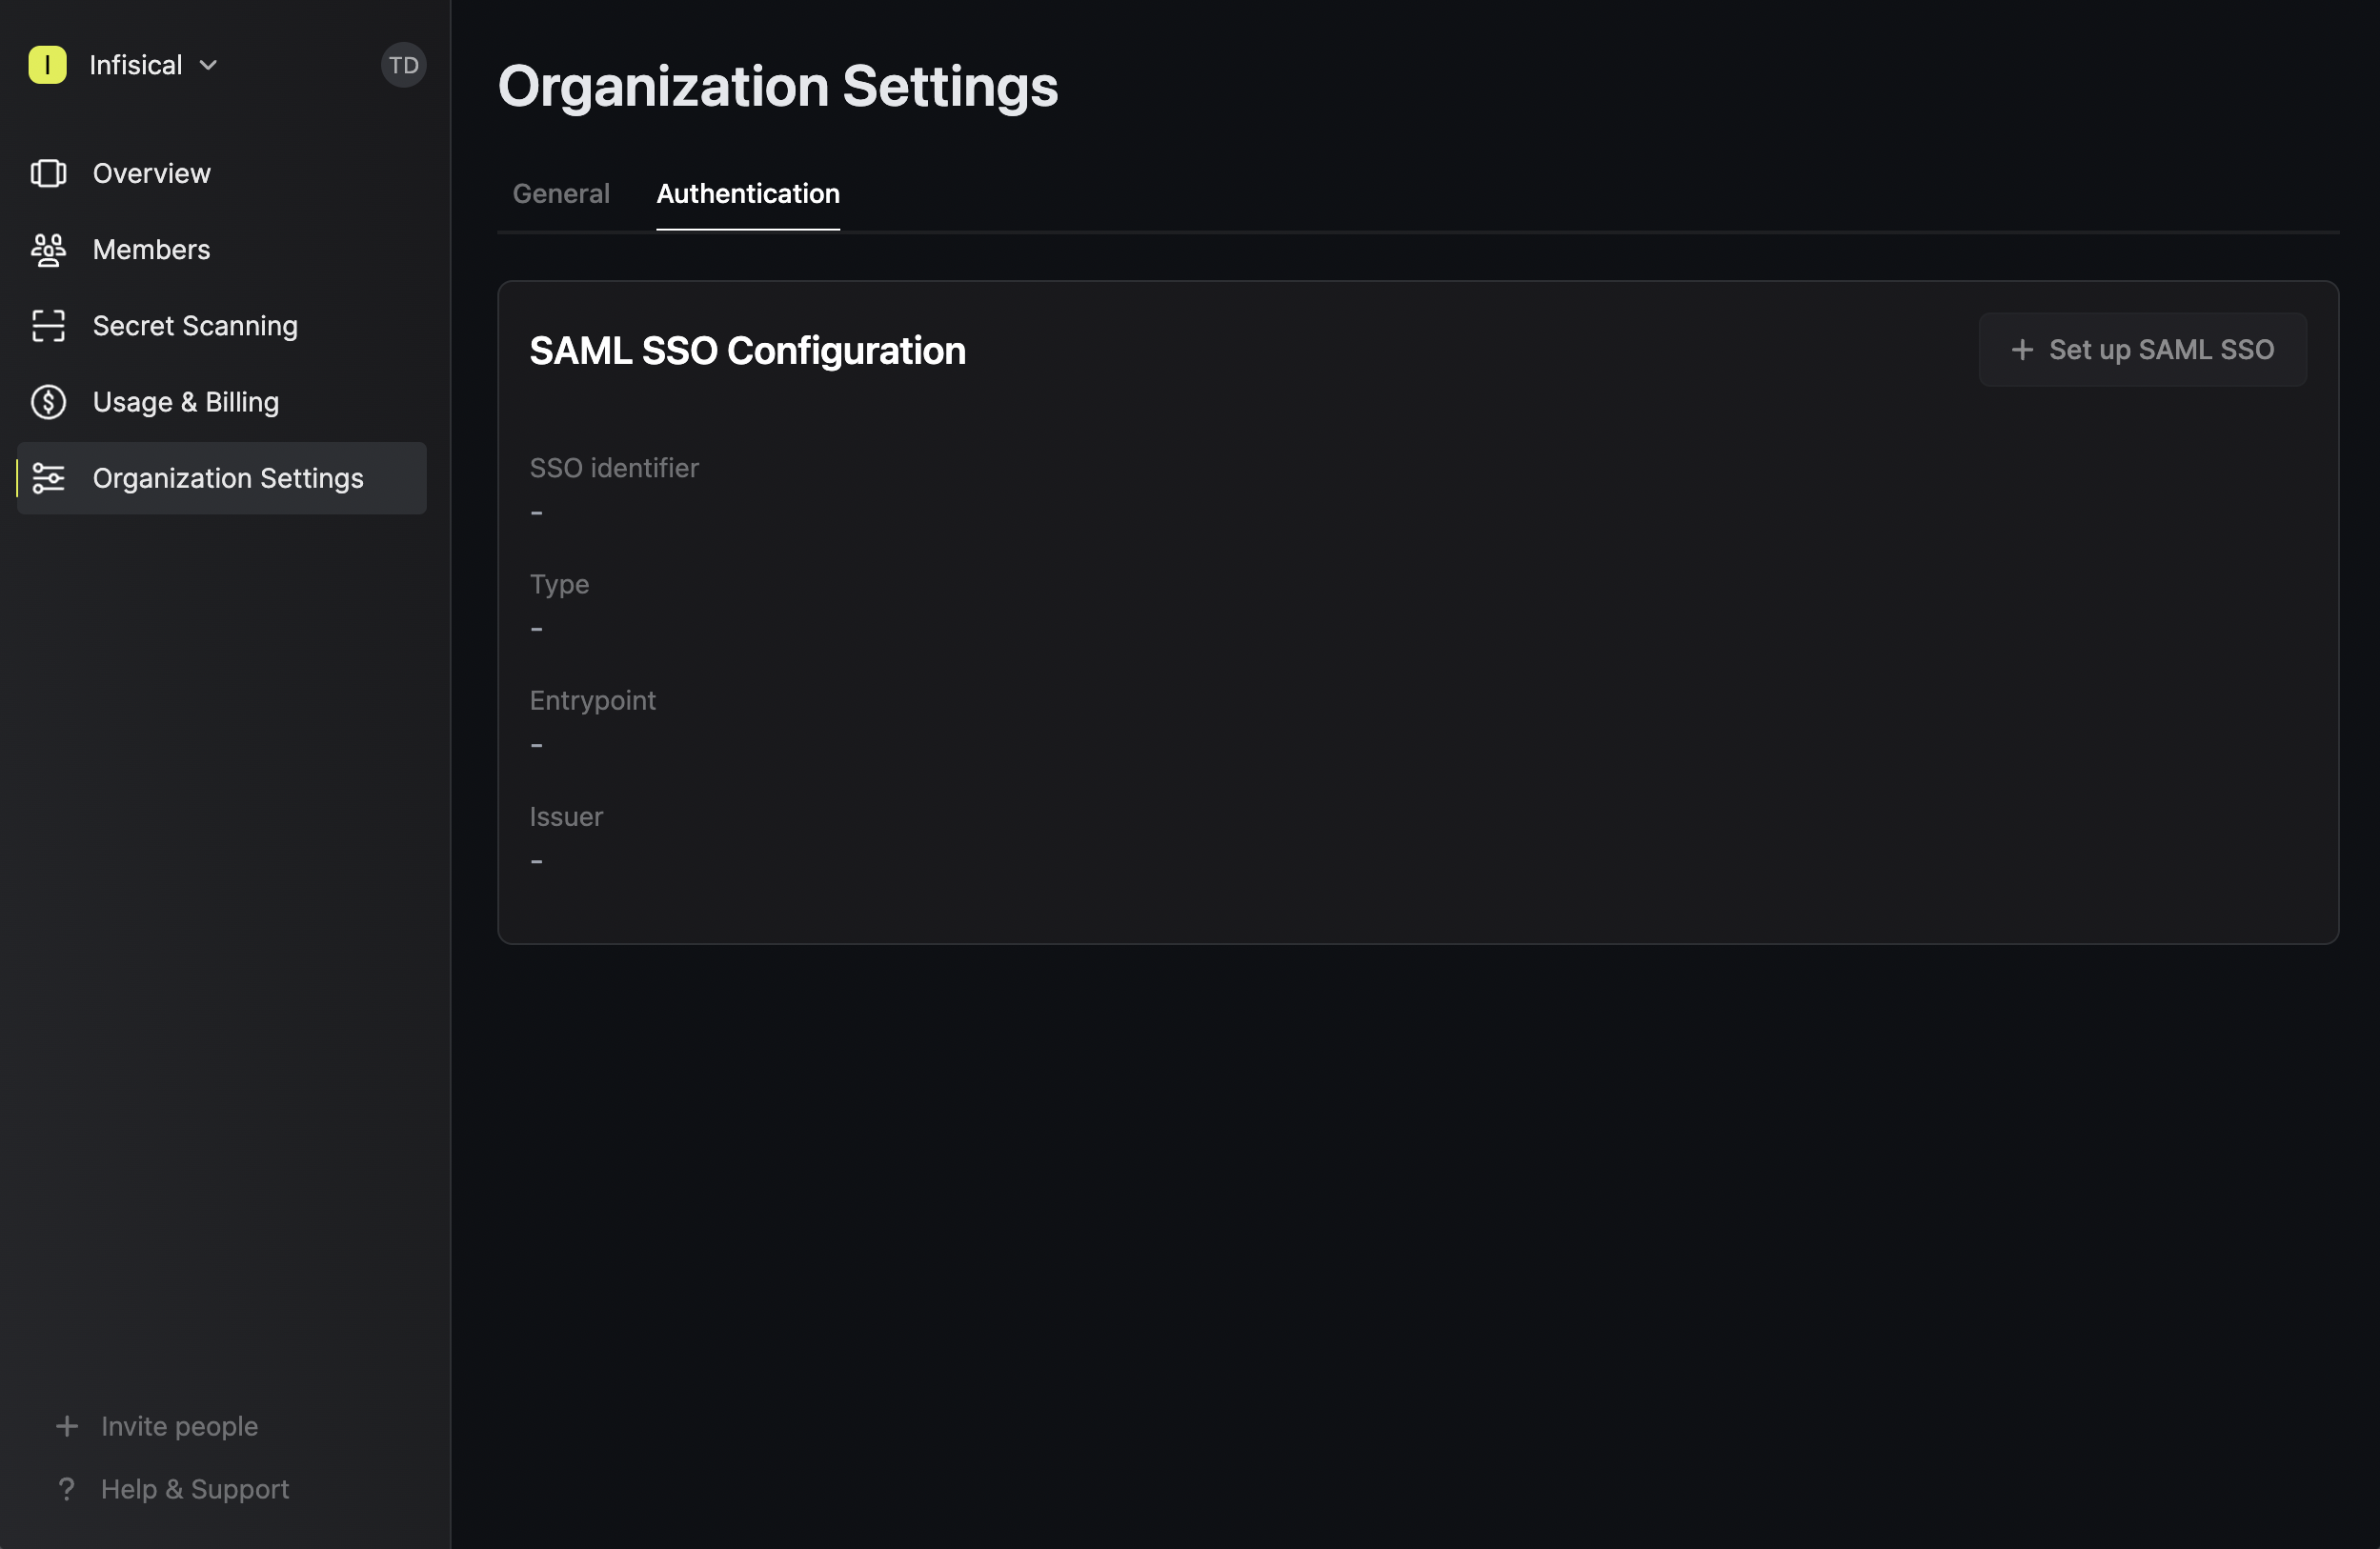 I Infisical TD
Overview
Members
Secret Scanning
Usage & Billing
Organization Settings
Invite people
? Help & Support
Organization Settings
General Authentication
SAML SSO Configuration
+ Set up SAML SSO
SSO identifier
-
Type
-
Entrypoint
-
Issuer
-